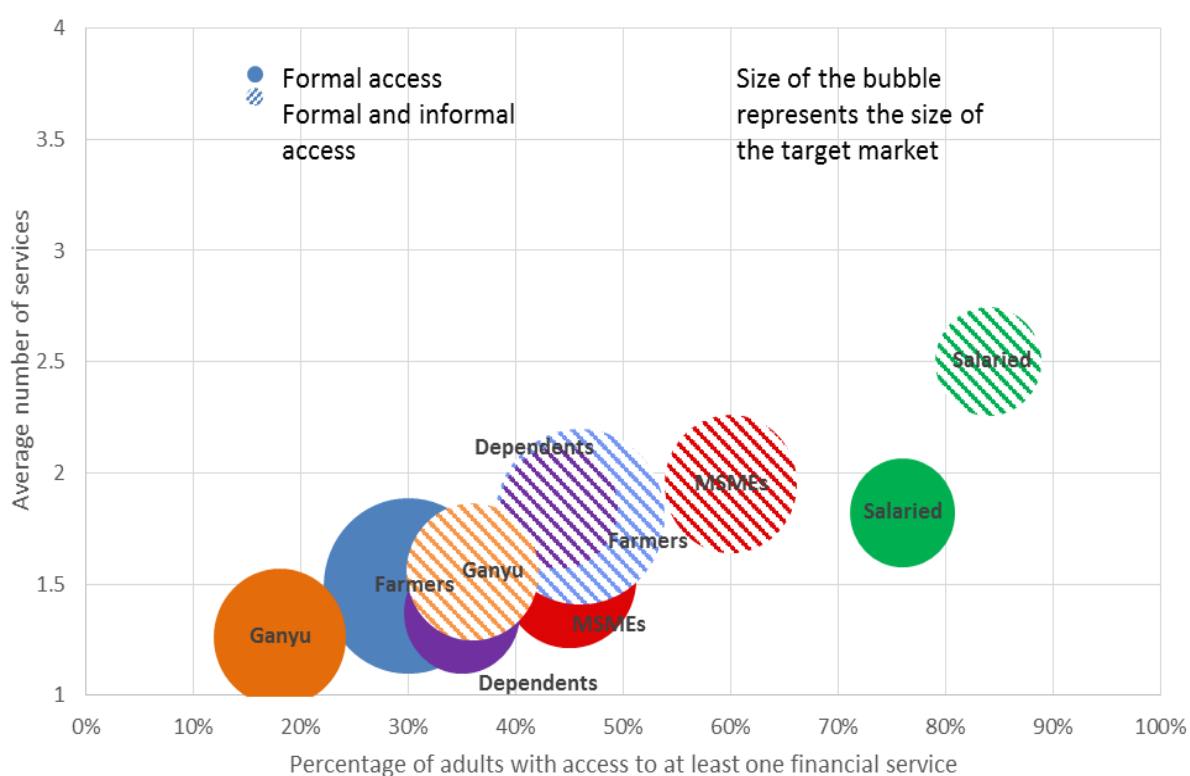 4
Formal access
Formal and informal
access
Size of the bubble
represents the size of
the target market
3.5
3
2.5
2
1.5
1
Average number of services
Salaried
Dependents
MSMEs
Salaried
Farmers
Ganyu
Farmers
MSMEs
Ganyu
Dependents
0% 10% 20% 30% 40% 50% 60% 70% 80% 90% 100%
Percentage of adults with access to at least one financial service